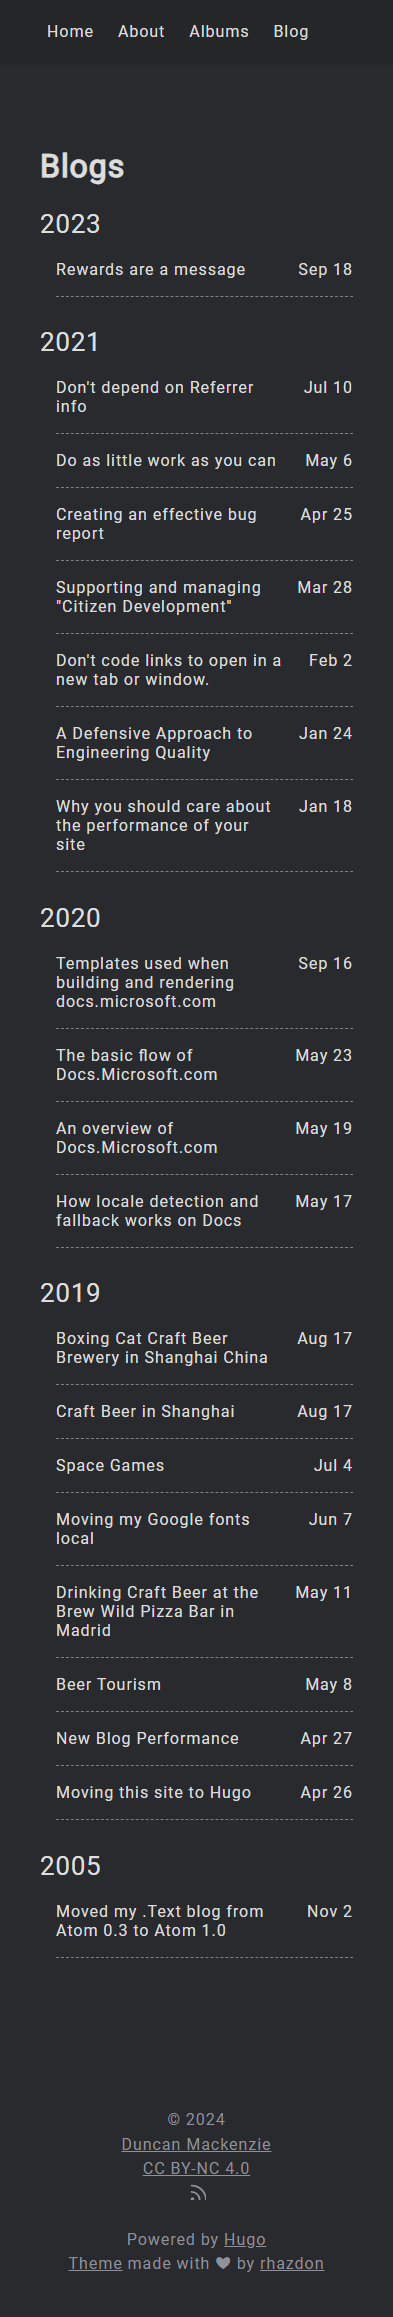 Home About Albums Blog
Blogs
2023
Rewards are a message Sep 18
2021
Don't depend on Referrer Jul 10
info
Do as little work as you can May 6
Creating an effective bug Apr 25
report
Supporting and managing Mar 28
"Citizen Development"
Don't code links to open in a Feb 2
new tab or window.
A Defensive Approach to Jan 24
Engineering Quality
Why you should care about Jan 18
the performance of your
site
2020
Templates used when Sep 16
building and rendering
docs.microsoft.com
The basic flow of May 23
Docs.Microsoft.com
An overview of May 19
Docs.Microsoft.com
How locale detection and May 17
fallback works on Docs
2019
Boxing Cat Craft Beer Aug 17
Brewery in Shanghai China
Craft Beer in Shanghai Aug 17
Space Games Jul 4
Moving my Google fonts Jun 7
local
Drinking Craft Beer at the May 11
Brew Wild Pizza Bar in
Madrid
Beer Tourism May 8
New Blog Performance Apr 27
Moving this site to Hugo Apr 26
2005
Moved my .Text blog from Nov 2
Atom 0.3 to Atom 1.0
© 2024
Duncan Mackenzie
CC BY-NC 4.0
Powered by Hugo
Theme made with ♥ by rhazdon